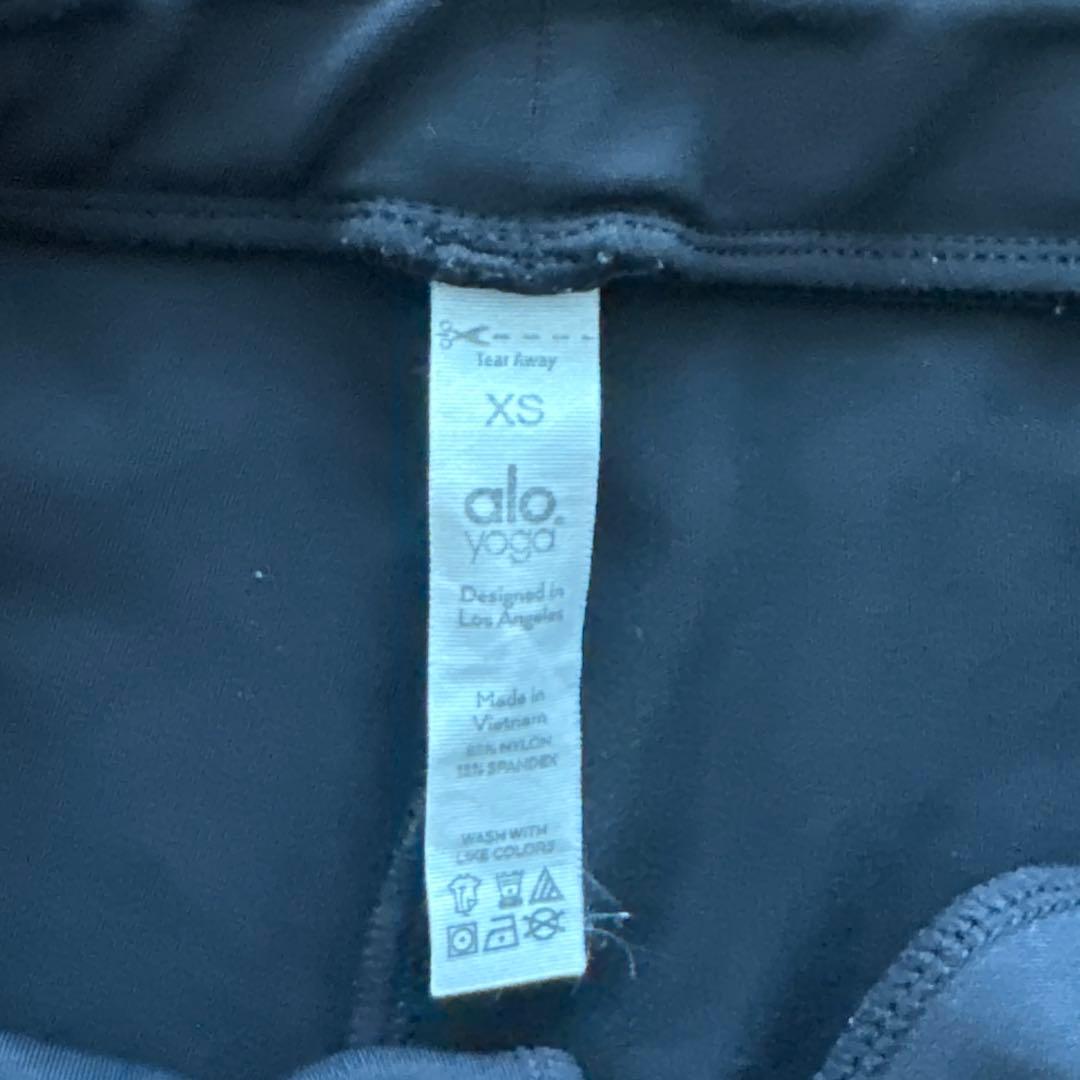 Tear Away
XS
alo
yoga
Designed in
Los Angeles
Made in
Vietnam
NYLON
SPANDEX
WASH WITH
LIKE COLORS